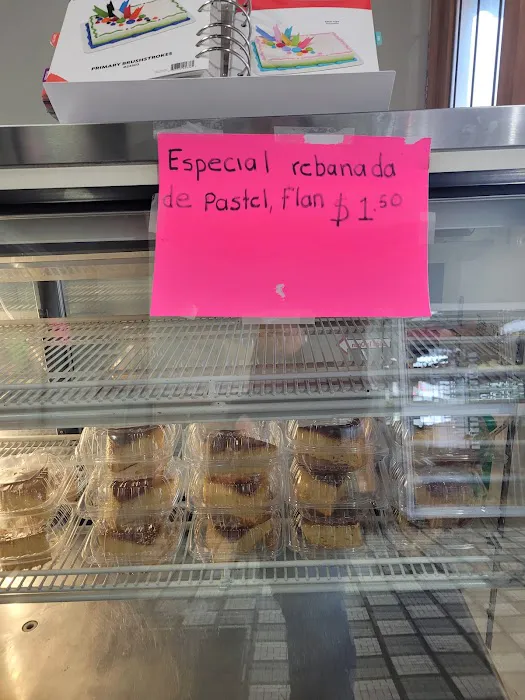 PRIMARY BRUSHSTROKES
Especial rebanada
de Pastel, Flan $1.50